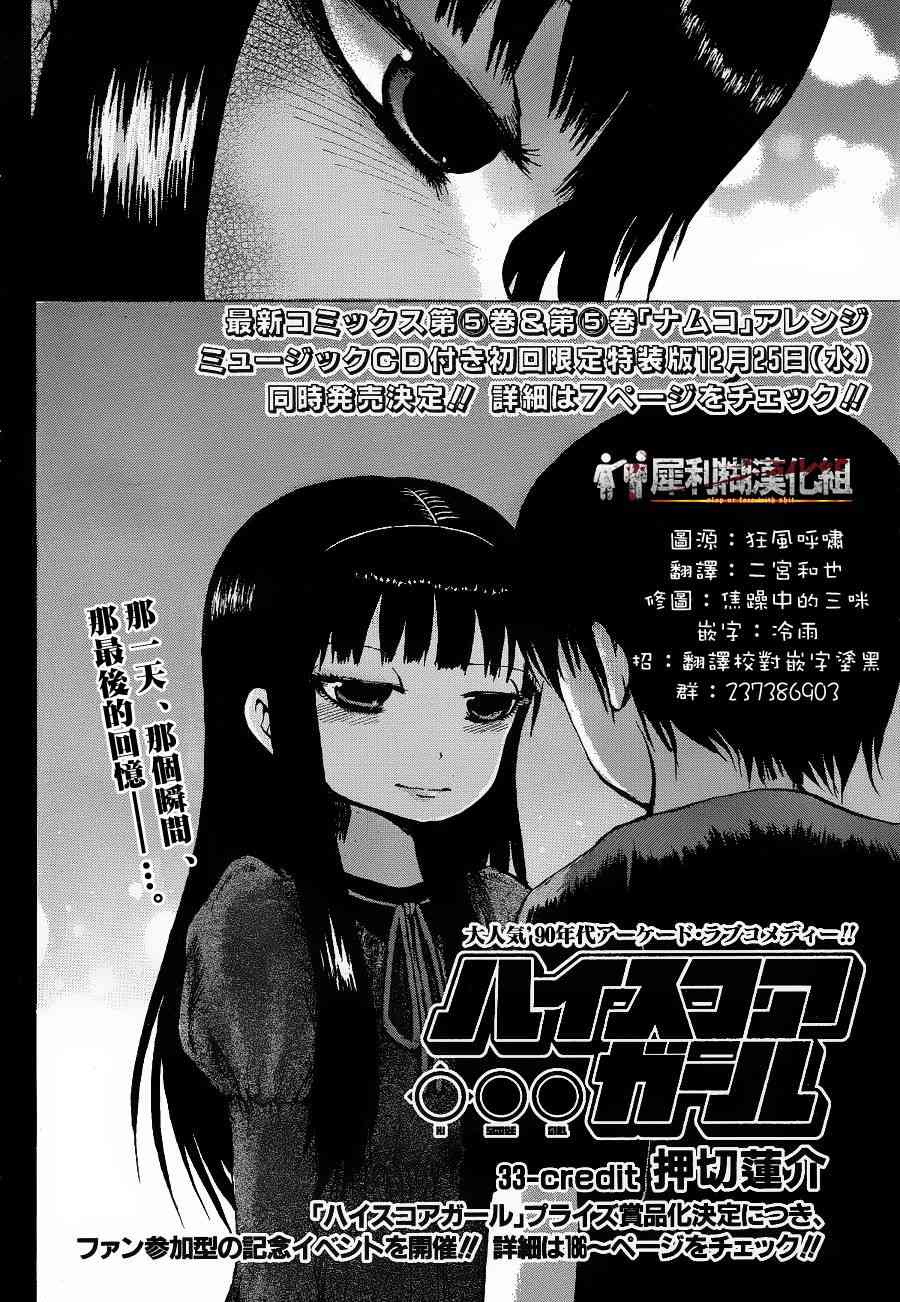 最新コミックス第⑤巻&第⑤巻「ナムコ」アレンジ
ミュージックCD付き初回限定特装版12月25日(水)
同時発売決定!! 詳細は7ページをチェック!!
犀利糊漢化組
圖源:狂風呼嘯
翻譯:二宮和也
修圖:焦躁中的三咪
嵌字:冷雨
招:翻譯校對嵌字塗黑
群:237386903
那一天、那個瞬間、
那最後的回憶——…。
大人気'90年代アーケード・ラブコメディー!!
ハイスコア
ガール
HI SCORE GIRL
33-credit 押切蓮介
「ハイスコアガール」プライズ賞品化決定につき、
ファン参加型の記念イベントを開催!! 詳細は186〜ページをチェック!!